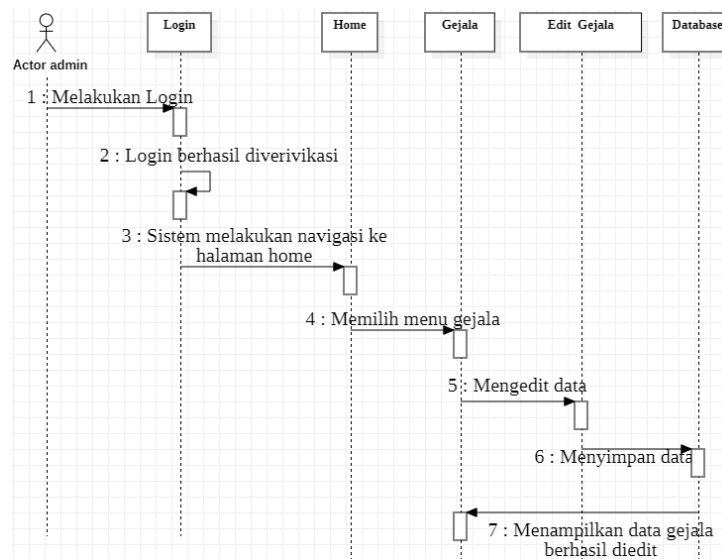 Login
Home
Gejala
Edit Gejala
Database
Actor admin
1 : Melakukan Login
2 : Login berhasil diverivikasi
3 : Sistem melakukan navigasi ke
halaman home
4 : Memilih menu gejala
5 : Mengedit data
6 : Menyimpan data
7 : Menampilkan data gejala
berhasil diedit